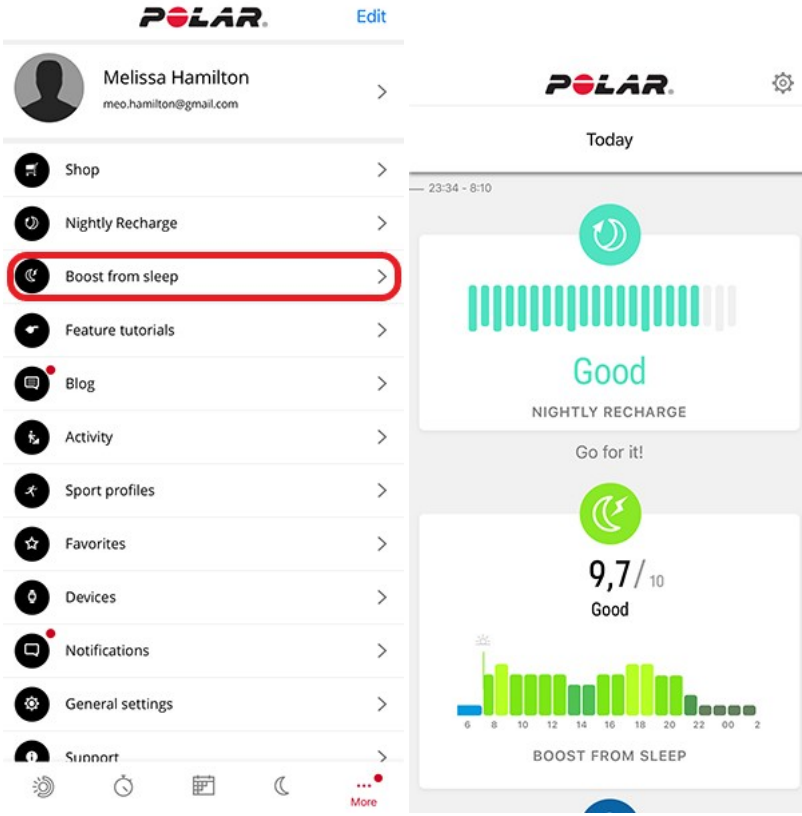 POLAR.
Edit
Melissa Hamilton
meo.hamilton@gmail.com
Shop
Nightly Recharge
Boost from sleep
Feature tutorials
Blog
Activity
Sport profiles
Favorites
Devices
Notifications
General settings
Support
More
POLAR.
Today
23:34 - 8:10
Good
NIGHTLY RECHARGE
Go for it!
9,7/ 10
Good
6 8 10 12 14 16 18 20 22 00 2
BOOST FROM SLEEP